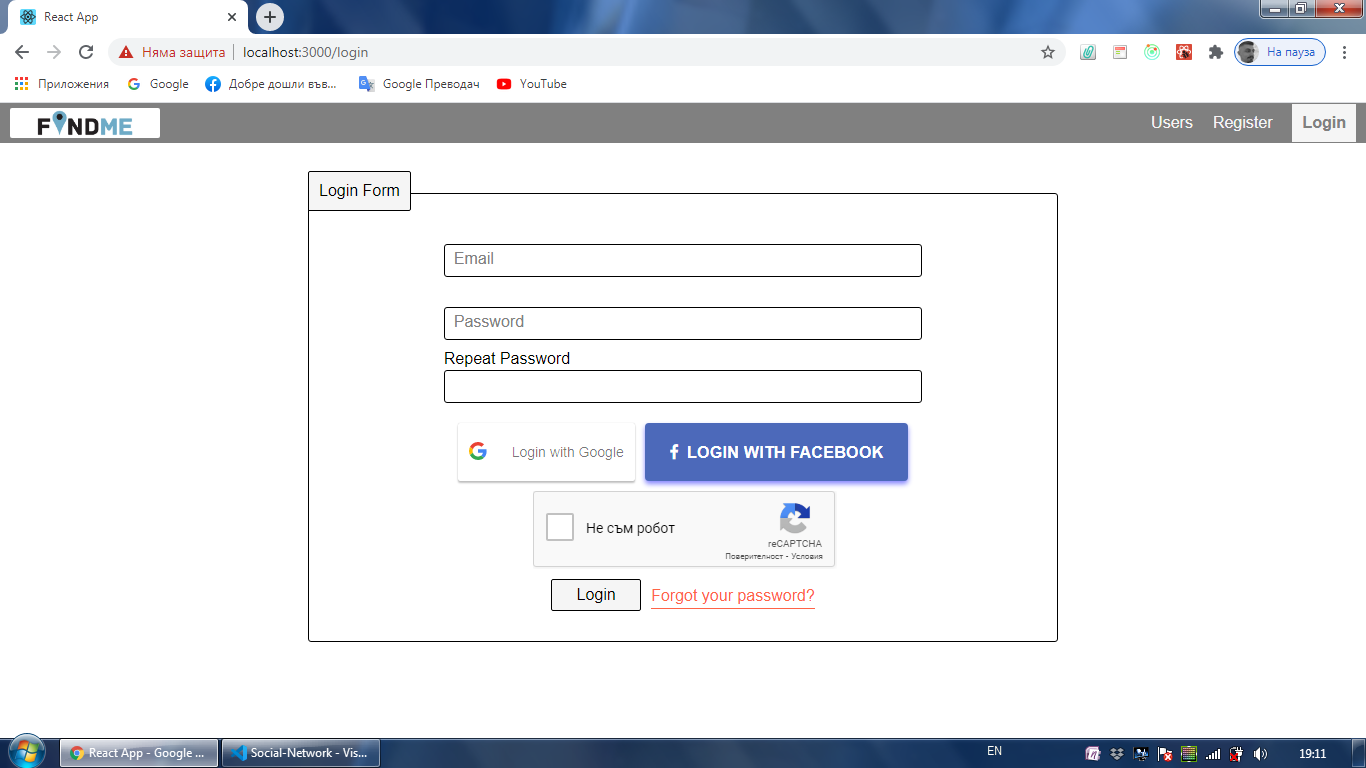 React App
Няма защита
localhost:3000/login
На пауза
Приложения
Google
Добре дошли във...
Google Преводач
YouTube
FINDME
Users
Register
Login
Login Form
Email
Password
Repeat Password
Login with Google
LOGIN WITH FACEBOOK
Не съм робот
reCAPTCHA
Поверителност - Условия
Login
Forgot your password?
React App - Google ...
Social-Network - Vis...
EN
19:11